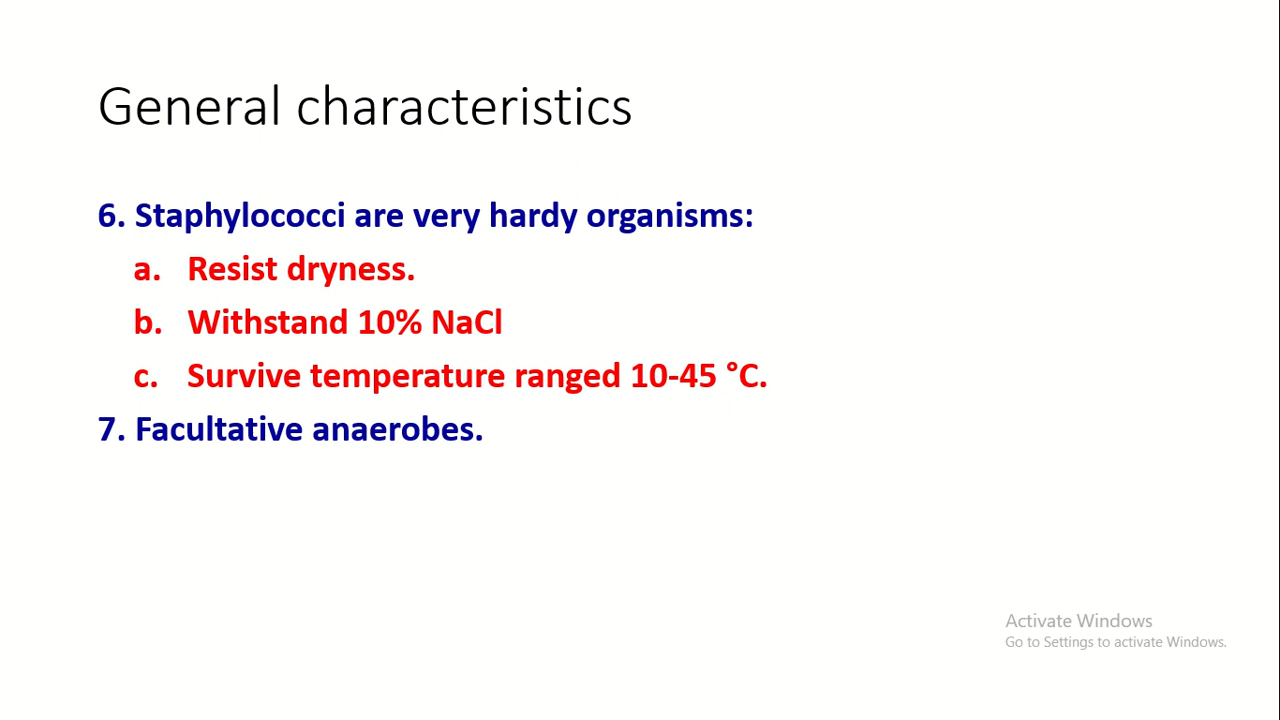 General characteristics
6. Staphylococci are very hardy organisms:
a. Resist dryness.
b. Withstand 10% NaCl
c. Survive temperature ranged 10-45 °C.
7. Facultative anaerobes.
Activate Windows
Go to Settings to activate Windows.